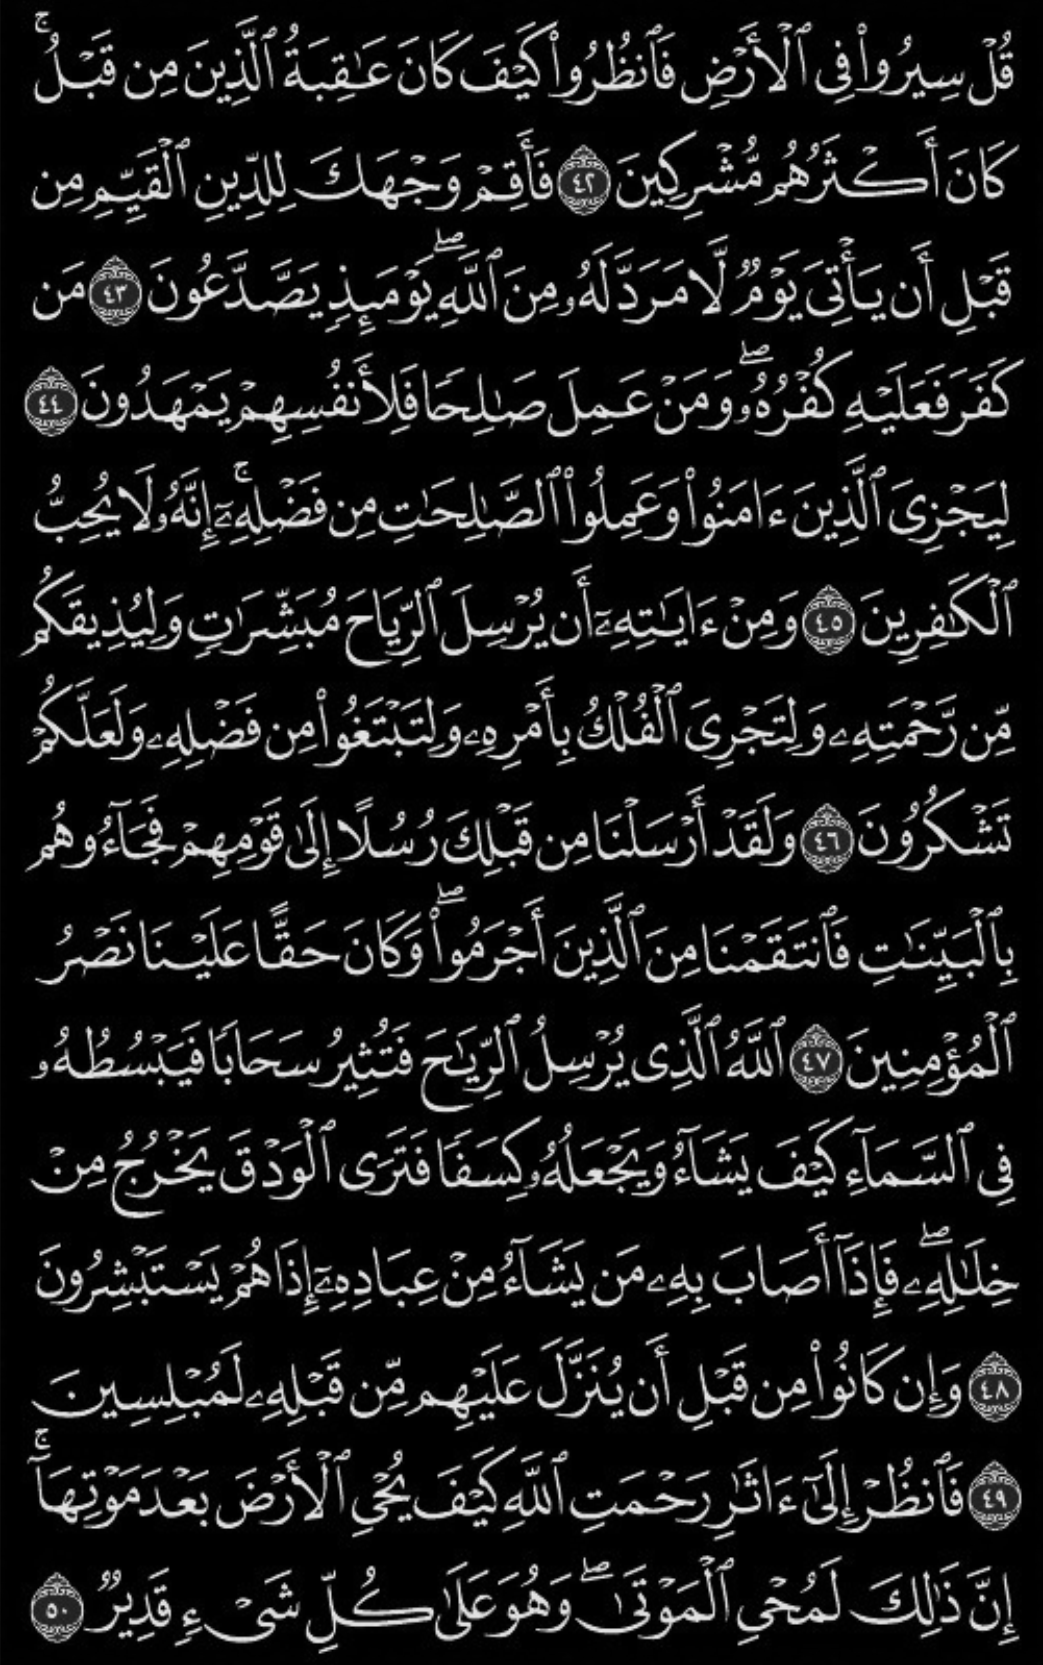 قُلۡ سِيرُواْ فِي ٱلۡأَرۡضِ فَٱنظُرُواْ كَيۡفَ كَانَ عَٰقِبَةُ ٱلَّذِينَ مِن قَبۡلُۚ
كَانَ أَكۡثَرُهُم مُّشۡرِكِينَ ٤٢ فَأَقِمۡ وَجۡهَكَ لِلدِّينِ ٱلۡقَيِّمِ مِن
قَبۡلِ أَن يَأۡتِيَ يَوۡمٞ لَّا مَرَدَّ لَهُۥ مِنَ ٱللَّهِۖ يَوۡمَئِذٖ يَصَّدَّعُونَ ٤٣ مَن
كَفَرَ فَعَلَيۡهِ كُفۡرُهُۥۖ وَمَنۡ عَمِلَ صَٰلِحٗا فَلِأَنفُسِهِمۡ يَمۡهَدُونَ ٤٤
لِيَجۡزِيَ ٱلَّذِينَ ءَامَنُواْ وَعَمِلُواْ ٱلصَّٰلِحَٰتِ مِن فَضۡلِهِۦٓۚ إِنَّهُۥ لَا يُحِبُّ
ٱلۡكَٰفِرِينَ ٤٥ وَمِنۡ ءَايَٰتِهِۦٓ أَن يُرۡسِلَ ٱلرِّيَاحَ مُبَشِّرَٰتٖ وَلِيُذِيقَكُم
مِّن رَّحۡمَتِهِۦ وَلِتَجۡرِيَ ٱلۡفُلۡكُ بِأَمۡرِهِۦ وَلِتَبۡتَغُواْ مِن فَضۡلِهِۦ وَلَعَلَّكُمۡ
تَشۡكُرُونَ ٤٦ وَلَقَدۡ أَرۡسَلۡنَا مِن قَبۡلِكَ رُسُلًا إِلَىٰ قَوۡمِهِمۡ فَجَآءُوهُم
بِٱلۡبَيِّنَٰتِ فَٱنتَقَمۡنَا مِنَ ٱلَّذِينَ أَجۡرَمُواْۖ وَكَانَ حَقًّا عَلَيۡنَا نَصۡرُ
ٱلۡمُؤۡمِنِينَ ٤٧ ٱللَّهُ ٱلَّذِي يُرۡسِلُ ٱلرِّيَٰحَ فَتُثِيرُ سَحَابٗا فَيَبۡسُطُهُۥ
فِي ٱلسَّمَآءِ كَيۡفَ يَشَآءُ وَيَجۡعَلُهُۥ كِسَفٗا فَتَرَى ٱلۡوَدۡقَ يَخۡرُجُ مِنۡ
خِلَٰلِهِۦۖ فَإِذَآ أَصَابَ بِهِۦ مَن يَشَآءُ مِنۡ عِبَادِهِۦٓ إِذَا هُمۡ يَسۡتَبۡشِرُونَ
٤٨ وَإِن كَانُواْ مِن قَبۡلِ أَن يُنَزَّلَ عَلَيۡهِم مِّن قَبۡلِهِۦ لَمُبۡلِسِينَ
٤٩ فَٱنظُرۡ إِلَىٰٓ ءَاثَٰرِ رَحۡمَتِ ٱللَّهِ كَيۡفَ يُحۡيِ ٱلۡأَرۡضَ بَعۡدَ مَوۡتِهَآۚ
إِنَّ ذَٰلِكَ لَمُحۡيِ ٱلۡمَوۡتَىٰۖ وَهُوَ عَلَىٰ كُلِّ شَيۡءٖ قَدِيرٞ ٥٠